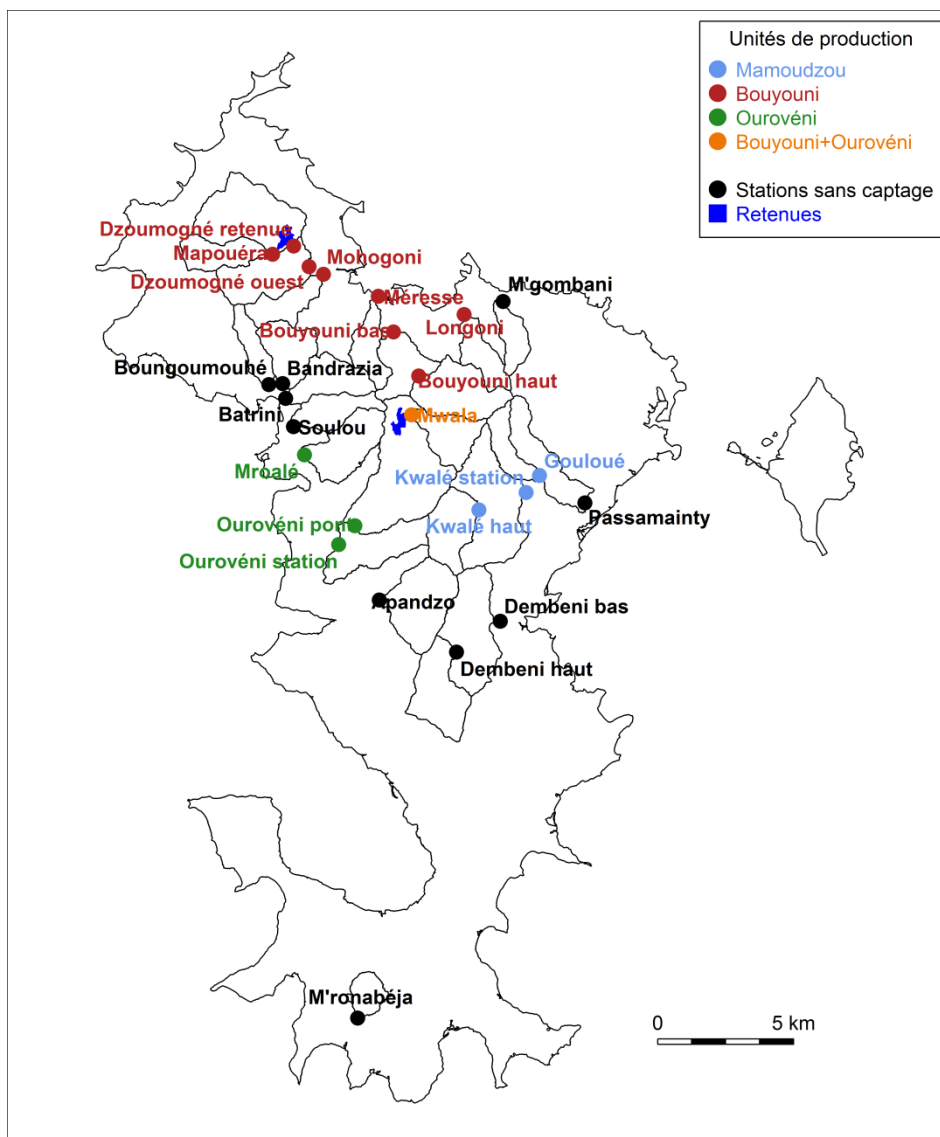 Unités de production
Mamoudzou
Bouyouni
Ourovéni
Bouyouni+Ourovéni
Stations sans captage
Retenues
Dzoumogné retenue
Mapouéra
Mohogoni
Dzoumogné ouest
M'gombani
Méresse
Longoni
Bouyouni bas
Boungoumouhé
Bandrazia
Bouyouni haut
Batrini
Soulou
Mwala
Mroalé
Gouloué
Kwalé station
Passamainty
Kwalé haut
Ourovéni pont
Ourovéni station
Apandzo
Dembeni bas
Dembeni haut
M'ronabéja
0
5 km